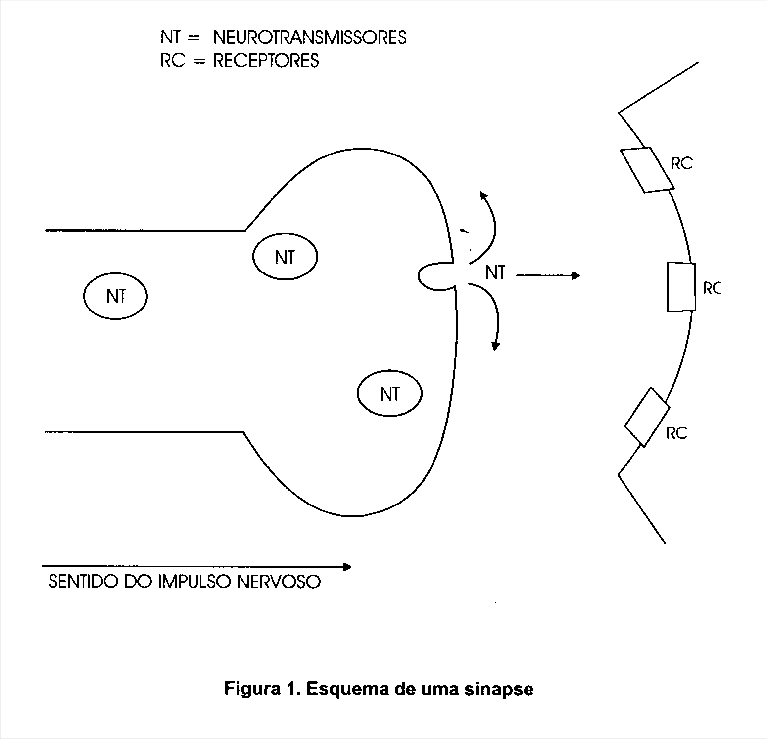 NT = NEUROTRANSMISSORES
RC = RECEPTORES
RC
NT
NT
NT
RC
NT
RC
SENTIDO DO IMPULSO NERVOSO
Figura 1. Esquema de uma sinapse